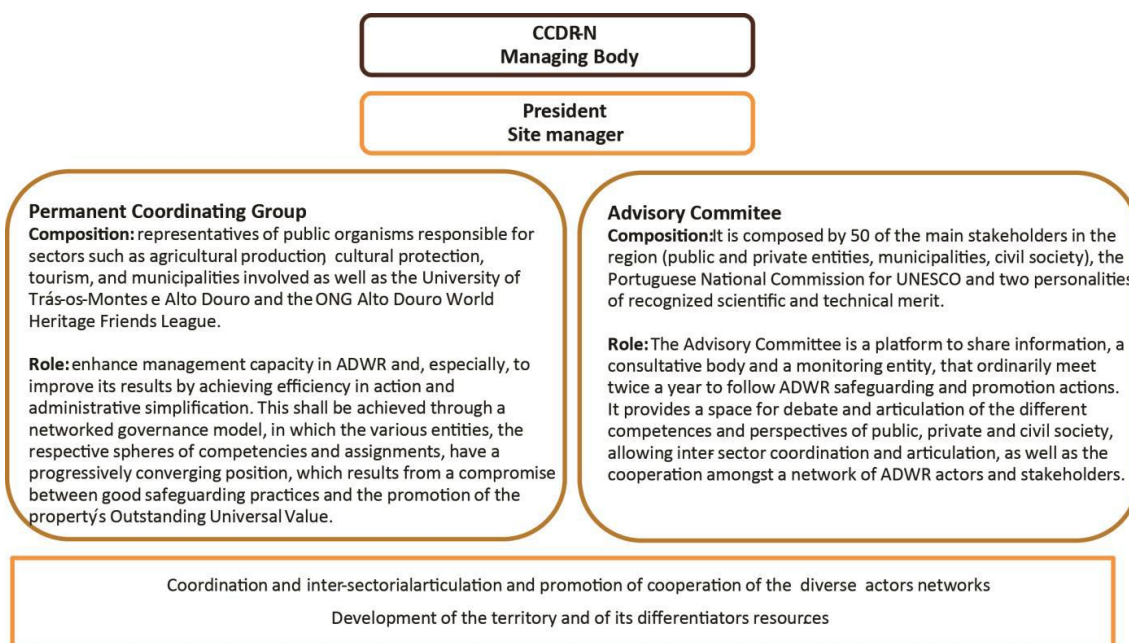 CCDR-N
Managing Body
President
Site manager
Permanent Coordinating Group
Composition: representatives of public organisms responsible for
sectors such as agricultural production, cultural protection,
tourism, and municipalities involved as well as the University of
Trás-os-Montes e Alto Douro and the ONG Alto Douro World
Heritage Friends League.
Role: enhance management capacity in ADWR and, especially, to
improve its results by achieving efficiency in action and
administrative simplification. This shall be achieved through a
networked governance model, in which the various entities, the
respective spheres of competencies and assignments, have a
progressively converging position, which results from a compromise
between good safeguarding practices and the promotion of the
property's Outstanding Universal Value.
Advisory Commitee
Composition:It is composed by 50 of the main stakeholders in the
region (public and private entities, municipalities, civil society), the
Portuguese National Commission for UNESCO and two personalities
of recognized scientific and technical merit.
Role: The Advisory Committee is a platform to share information, a
consultative body and a monitoring entity, that ordinarily meet
twice a year to follow ADWR safeguarding and promotion actions.
It provides a space for debate and articulation of the different
competences and perspectives of public, private and civil society,
allowing inter-sector coordination and articulation, as well as the
cooperation amongst a network of ADWR actors and stakeholders.
Coordination and inter-sectorialarticulation and promotion of cooperation of the diverse actors networks
Development of the territory and of its differentiators resources